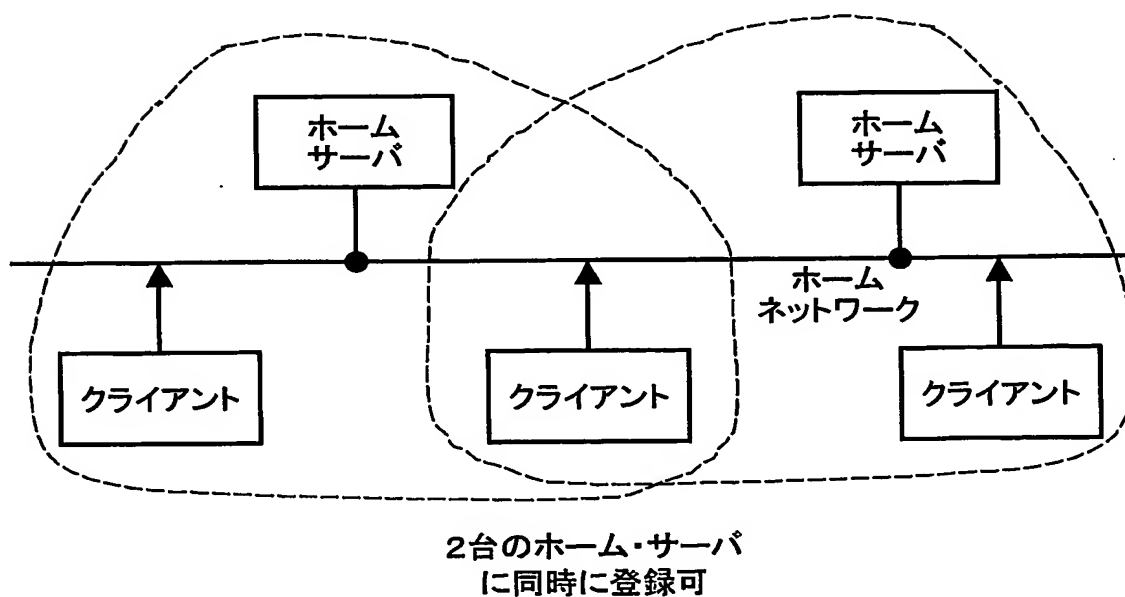 ホーム
サーバ
ホーム
サーバ
ホーム
ネットワーク
クライアント
クライアント
クライアント
2台のホーム・サーバ
に同時に登録可